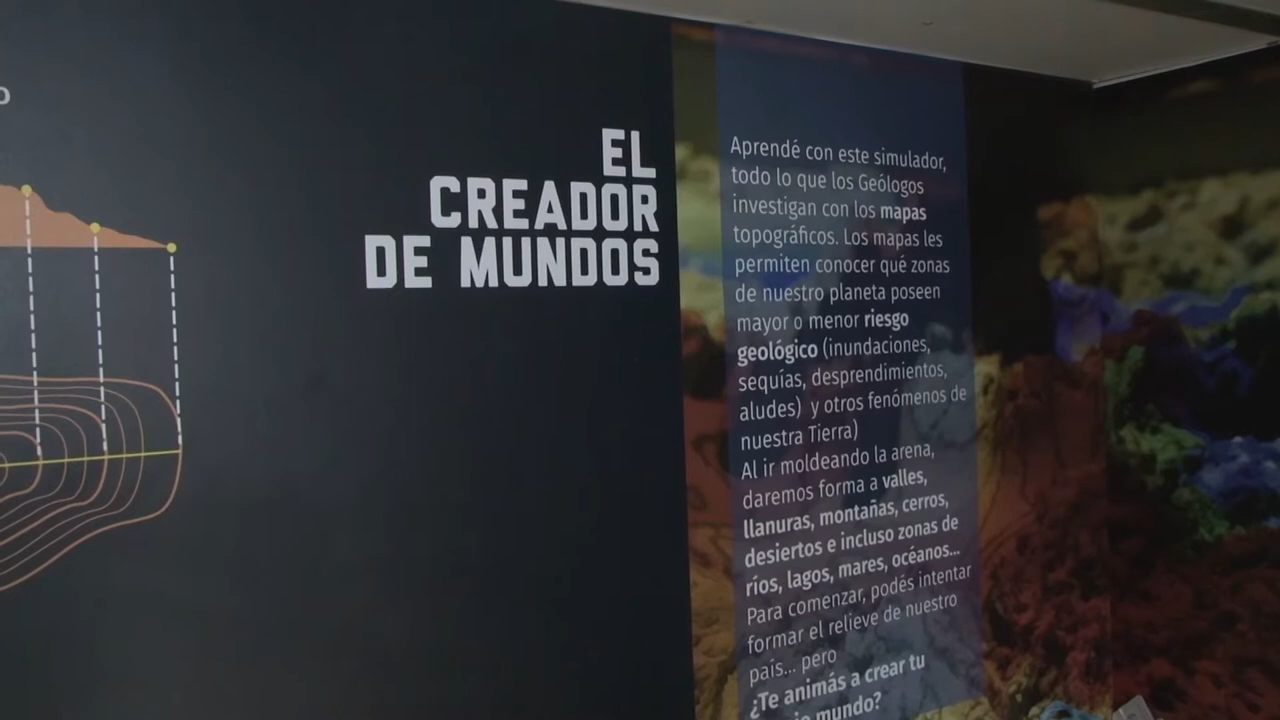 EL
CREADOR
DE MUNDOS
Aprendé con este simulador,
todo lo que los Geólogos
investigan con los mapas
topográficos. Los mapas les
permiten conocer qué zonas
de nuestro planeta poseen
mayor o menor riesgo
geológico (inundaciones,
sequías, desprendimientos,
aludes) y otros fenómenos de
nuestra Tierra)
Al ir moldeando la arena,
daremos forma a valles,
llanuras, montañas, cerros,
desiertos e incluso zonas de
ríos, lagos, mares, océanos...
Para comenzar, podés intentar
formar el relieve de nuestro
país... pero
¿Te animás a crear tu
mundo?